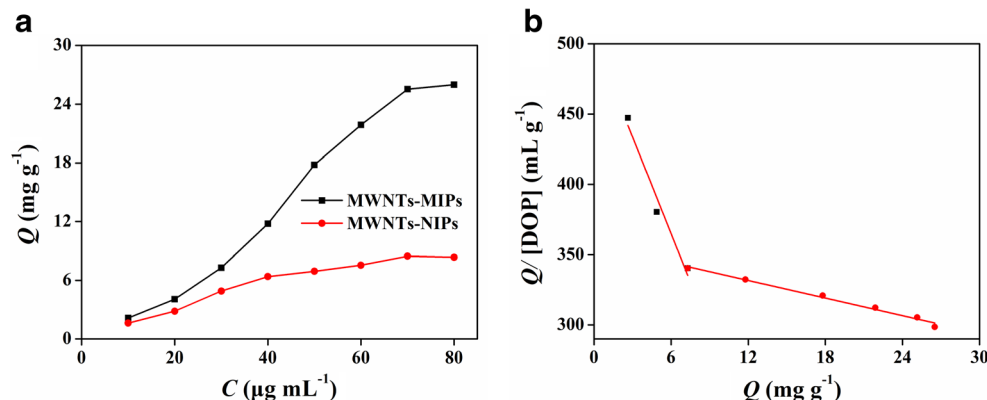 a
30
24
18
12
6
0
Q (mg g⁻¹)
MWNTs-MIPs
MWNTs-NIPs
0 20 40 60 80
C (μg mL⁻¹)
b
500
450
400
350
300
Q/ [DOP] (mL g⁻¹)
0 6 12 18 24 30
Q (mg g⁻¹)